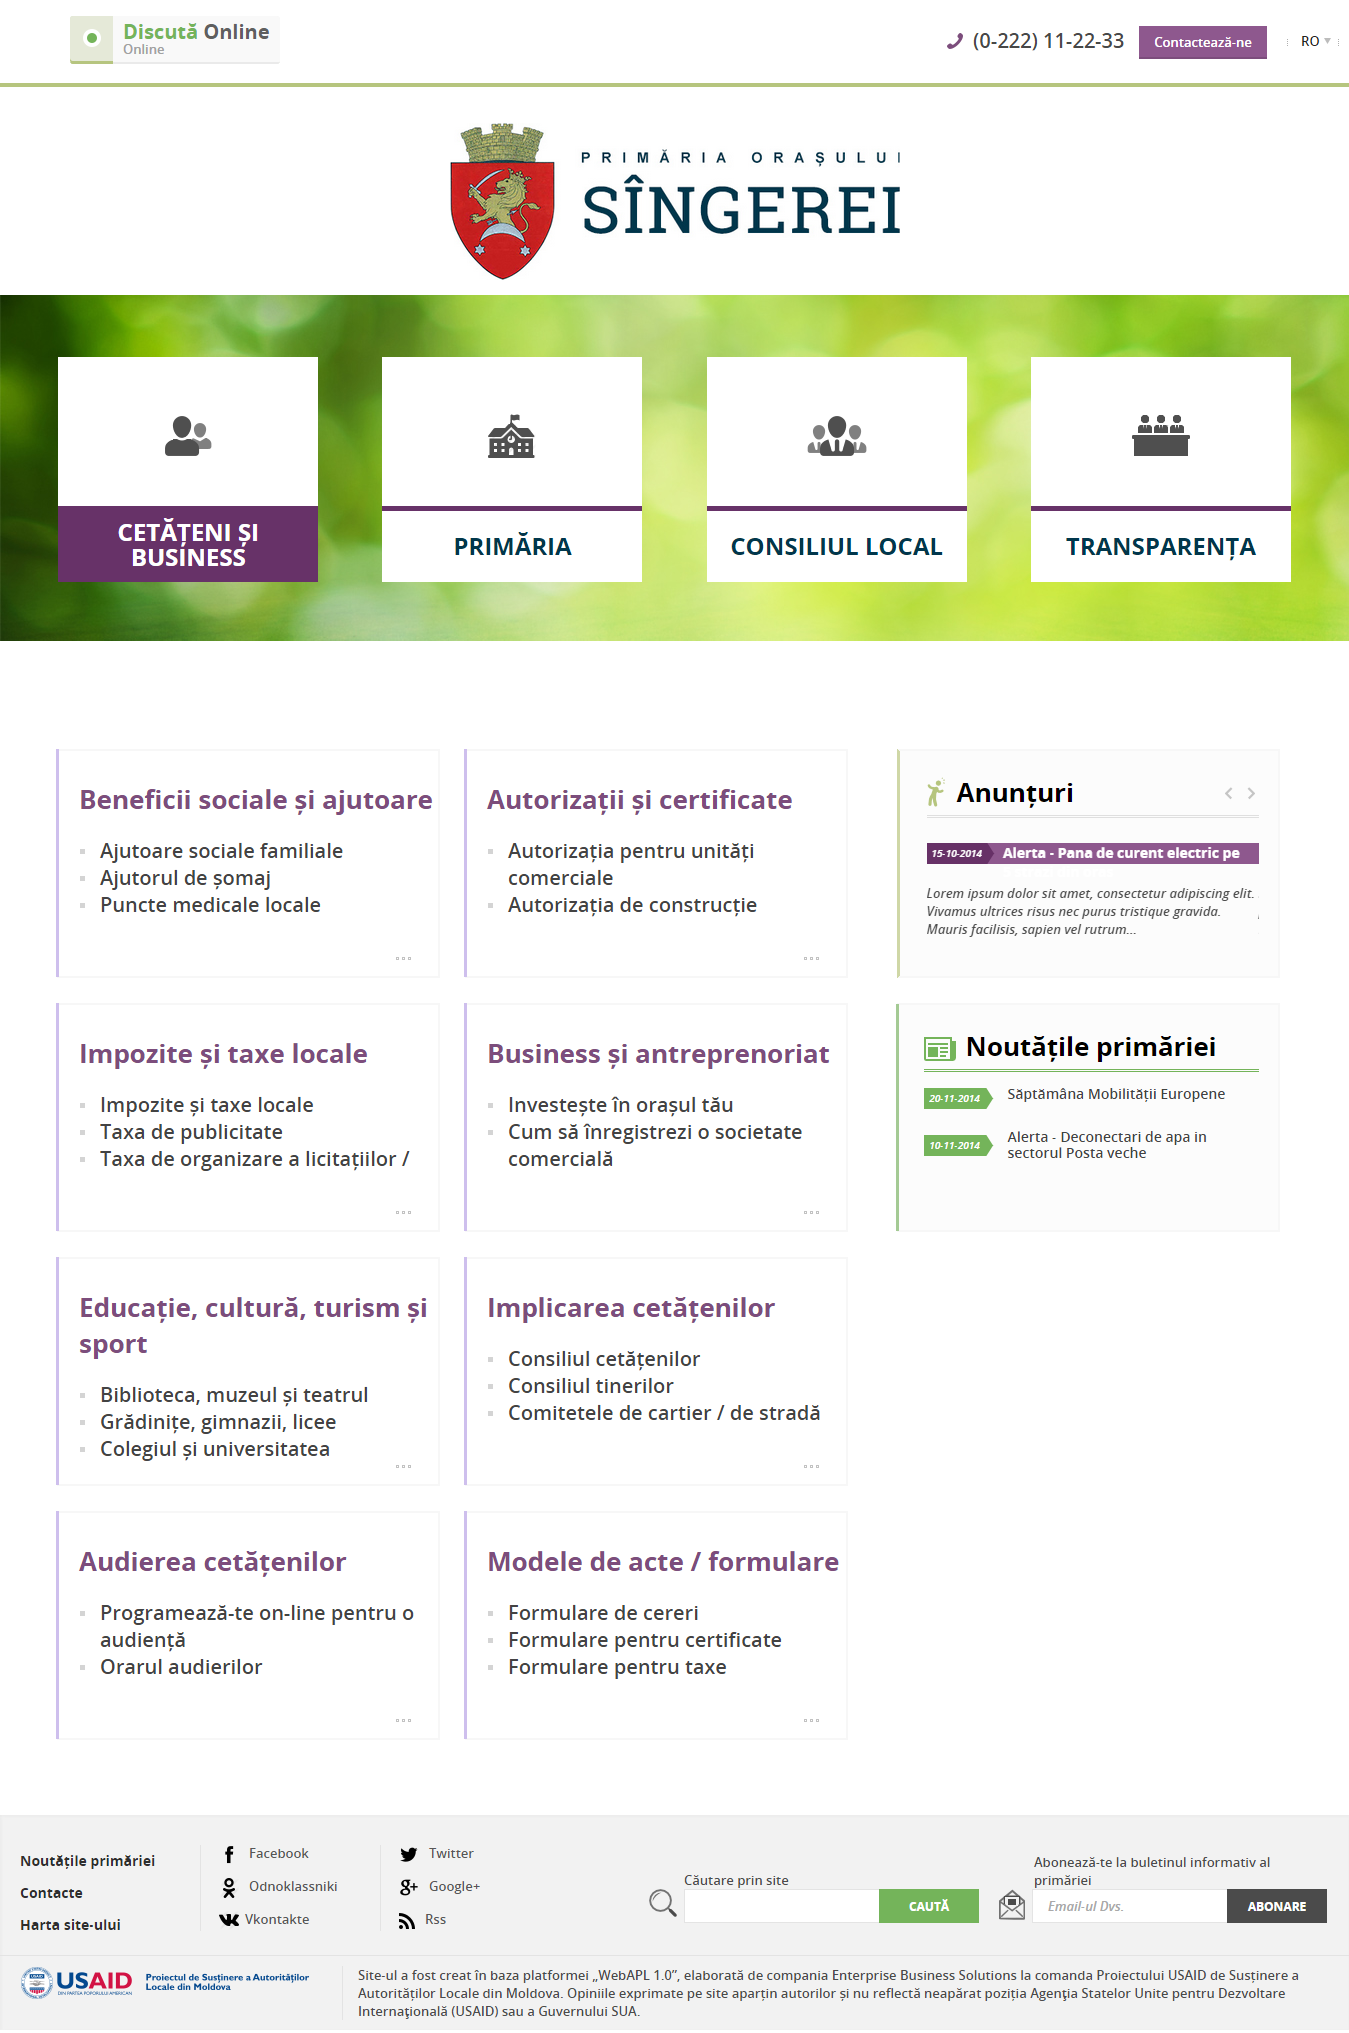 Discută Online
Online
(0-222) 11-22-33
Contactează-ne
RO
PRIMĂRIA ORAȘULUI
SÎNGEREI
CETĂȚENI ȘI
BUSINESS
PRIMĂRIA
CONSILIUL LOCAL
TRANSPARENȚA
Beneficii sociale și ajutoare
Ajutoare sociale familiale
Ajutorul de șomaj
Puncte medicale locale
Autorizații și certificate
Autorizația pentru unități
comerciale
Autorizația de construcție
Anunțuri
15-10-2014
Alerta - Pana de curent electric pe
Lorem ipsum dolor sit amet, consectetur adipiscing elit.
Vivamus ultrices risus nec purus tristique gravida.
Mauris facilisis, sapien vel rutrum...
Impozite și taxe locale
Impozite și taxe locale
Taxa de publicitate
Taxa de organizare a licitațiilor /
Business și antreprenoriat
Investește în orașul tău
Cum să înregistrezi o societate
comercială
Noutățile primăriei
20-11-2014
Săptămâna Mobilității Europene
10-11-2014
Alerta - Deconectari de apa in
sectorul Posta veche
Educație, cultură, turism și
sport
Biblioteca, muzeul și teatrul
Grădinițe, gimnazii, licee
Colegiul și universitatea
Implicarea cetățenilor
Consiliul cetățenilor
Consiliul tinerilor
Comitetele de cartier / de stradă
Audierea cetățenilor
Programează-te on-line pentru o
audiență
Orarul audierilor
Modele de acte / formulare
Formulare de cereri
Formulare pentru certificate
Formulare pentru taxe
Noutățile primăriei
Contacte
Harta site-ului
Facebook
Odnoklassniki
Vkontakte
Twitter
Google+
Rss
Căutare prin site
CAUTĂ
Abonează-te la buletinul informativ al
primăriei
Email-ul Dvs.
ABONARE
USAID
DIN PARTEA POPORULUI AMERICAN
Proiectul de Susținere a Autorităților
Locale din Moldova
Site-ul a fost creat în baza platformei „WebAPL 1.0”, elaborată de compania Enterprise Business Solutions la comanda Proiectului USAID de Susținere a
Autorităților Locale din Moldova. Opiniile exprimate pe site aparțin autorilor și nu reflectă neapărat poziția Agenția Statelor Unite pentru Dezvoltare
Internațională (USAID) sau a Guvernului SUA.